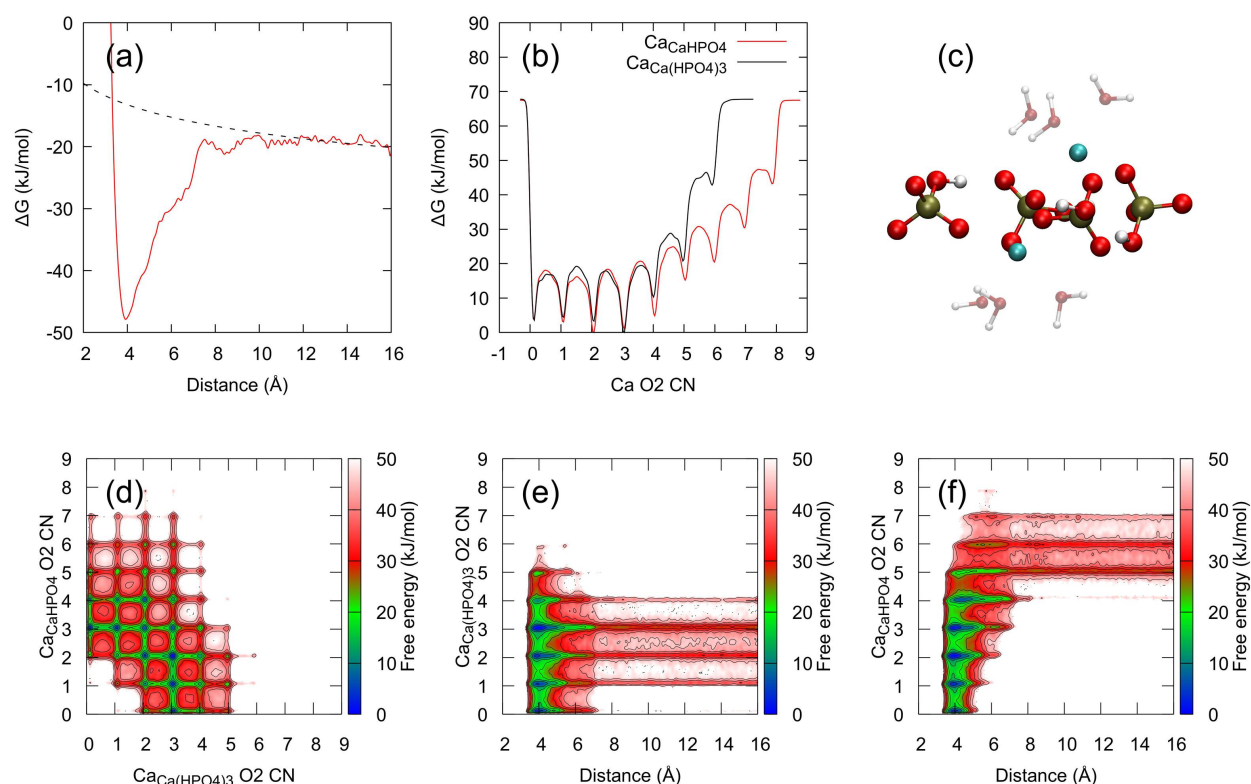 (a)
ΔG (kJ/mol)
0
-10
-20
-30
-40
-50
2 4 6 8 10 12 14 16
Distance (Å)
(b)
CaCaHPO4
CaCa(HPO4)3
ΔG (kJ/mol)
90
80
70
60
50
40
30
20
10
0
-1 0 1 2 3 4 5 6 7 8 9
Ca O2 CN
(c)
(d)
CaCaHPO4 O2 CN
9
8
7
6
5
4
3
2
1
0
0 1 2 3 4 5 6 7 8 9
CaCa(HPO4)3 O2 CN
50
40
30
20
10
0
Free energy (kJ/mol)
(e)
CaCa(HPO4)3 O2 CN
9
8
7
6
5
4
3
2
1
0
2 4 6 8 10 12 14 16
Distance (Å)
50
40
30
20
10
0
Free energy (kJ/mol)
(f)
CaCaHPO4 O2 CN
9
8
7
6
5
4
3
2
1
0
2 4 6 8 10 12 14 16
Distance (Å)
50
40
30
20
10
0
Free energy (kJ/mol)